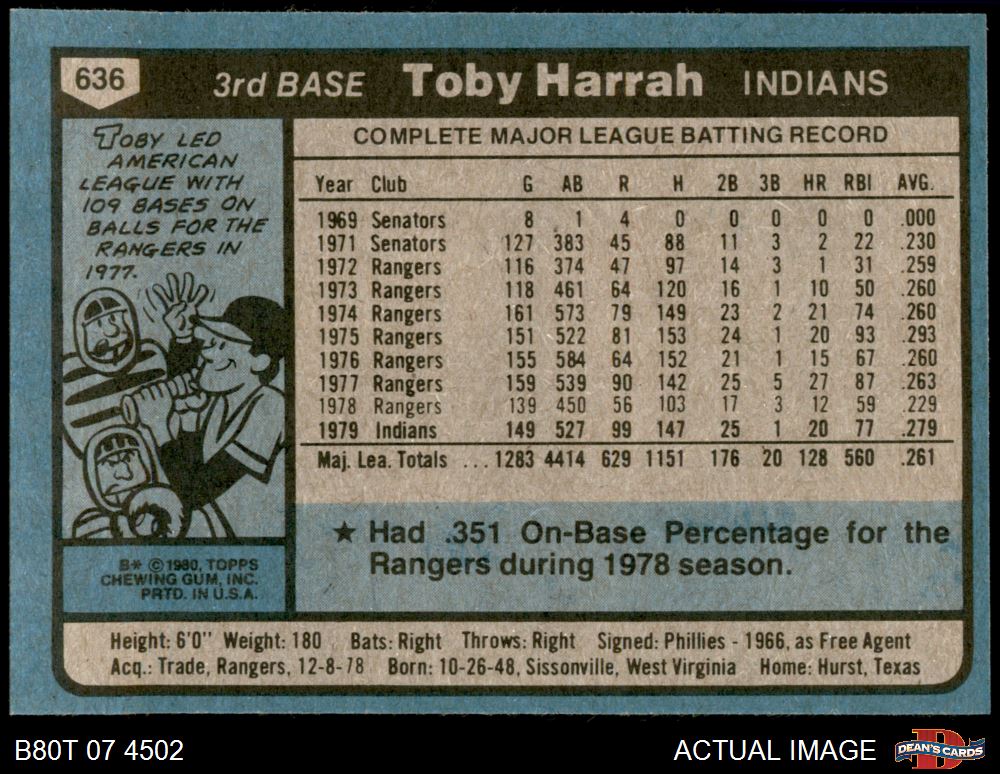 636 3rd BASE Toby Harrah INDIANS
TOBY LED
AMERICAN
LEAGUE WITH
109 BASES ON
BALLS FOR THE
RANGERS IN
1977.
COMPLETE MAJOR LEAGUE BATTING RECORD
Year Club G AB R H 2B 3B HR RBI AVG.
1969 Senators 8 1 4 0 0 0 0 0 .000
1971 Senators 127 383 45 88 11 3 2 22 .230
1972 Rangers 116 374 47 97 14 3 1 31 .259
1973 Rangers 118 461 64 120 16 1 10 50 .260
1974 Rangers 161 573 79 149 23 2 21 74 .260
1975 Rangers 151 522 81 153 24 1 20 93 .293
1976 Rangers 155 584 64 152 21 1 15 67 .260
1977 Rangers 159 539 90 142 25 5 27 87 .263
1978 Rangers 139 450 56 103 17 3 12 59 .229
1979 Indians 149 527 99 147 25 1 20 77 .279
Maj. Lea. Totals ... 1283 4414 629 1151 176 20 128 560 .261
★ Had .351 On-Base Percentage for the
Rangers during 1978 season.
B* © 1980, TOPPS
CHEWING GUM, INC.
PRTD. IN U.S.A.
Height: 6'0" Weight: 180 Bats: Right Throws: Right Signed: Phillies - 1966, as Free Agent
Acq.: Trade, Rangers, 12-8-78 Born: 10-26-48, Sissonville, West Virginia Home: Hurst, Texas
B80T 07 4502 ACTUAL IMAGE D DEAN'S CARDS